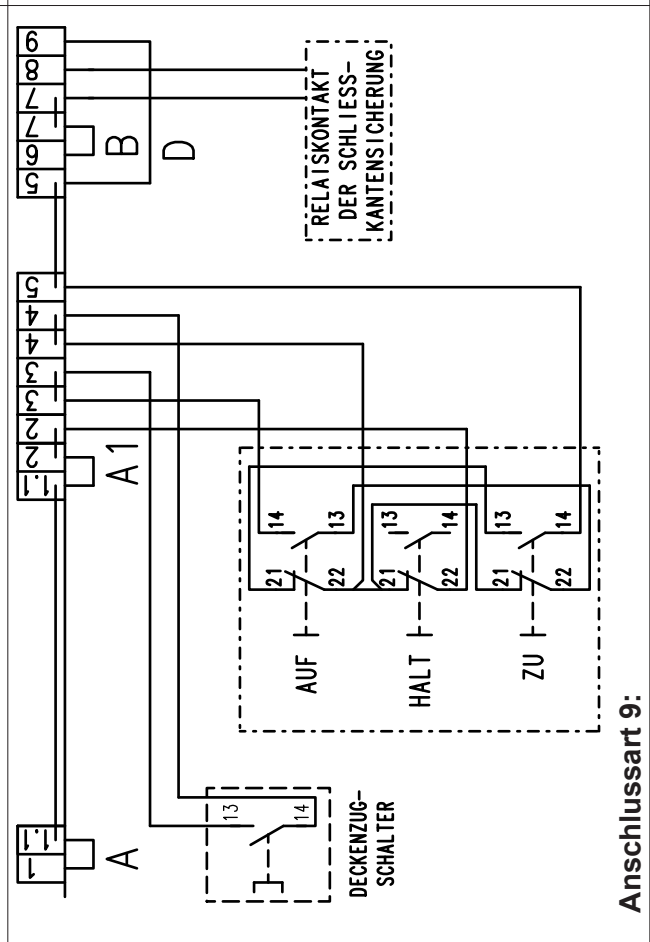 Anschlussart 9:
1
1.1
A
1.1
2
2
3
3
4
4
5
A1
5
6
7
7
8
9
B
D
DECKENZUG-
SCHALTER
13
14
AUF
21
22
14
13
HALT
21
22
13
14
ZU
21
22
13
14
RELAISKONTAKT
DER SCHLIESS-
KANTENSICHERUNG